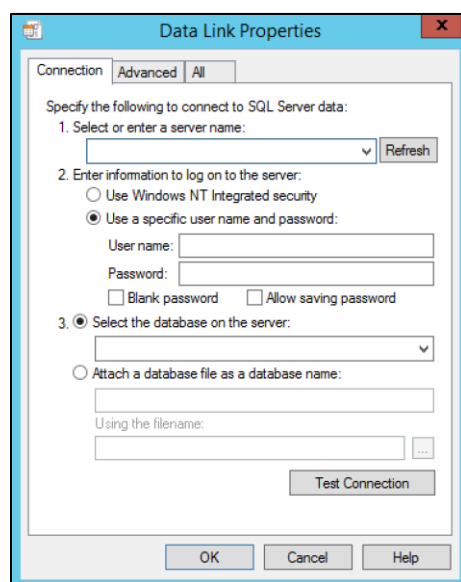 Data Link Properties
x
Connection Advanced All
Specify the following to connect to SQL Server data:
1. Select or enter a server name:
Refresh
2. Enter information to log on to the server:
Use Windows NT Integrated security
Use a specific user name and password:
User name:
Password:
Blank password Allow saving password
3. Select the database on the server:
Attach a database file as a database name:
Using the filename:
...
Test Connection
OK Cancel Help